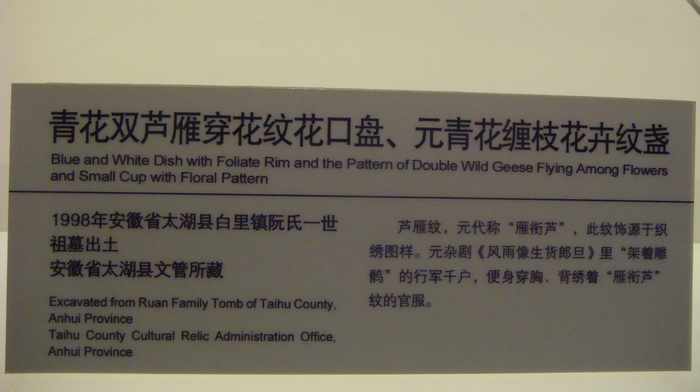 青花双芦雁穿花纹花口盘、元青花缠枝花卉纹盏
Blue and White Dish with Foliate Rim and the Pattern of Double Wild Geese Flying Among Flowers
and Small Cup with Floral Pattern
1998年安徽省太湖县白里镇阮氏一世
祖墓出土
安徽省太湖县文管所藏
Excavated from Ruan Family Tomb of Taihu County,
Anhui Province
Taihu County Cultural Relic Administration Office,
Anhui Province
芦雁纹，元代称“雁衔芦”，此纹饰源于织
绣图样。元杂剧《风雨像生货郎旦》里“架着雕
鹘”的行军千户，便身穿胸、背绣着“雁衔芦”
纹的官服。